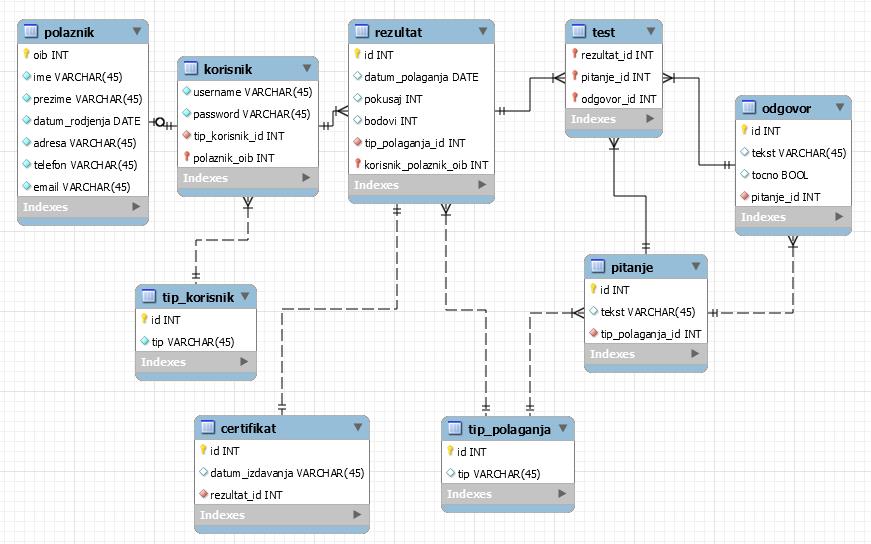 polaznik
oib INT
ime VARCHAR(45)
prezime VARCHAR(45)
datum_rodjenja DATE
adresa VARCHAR(45)
telefon VARCHAR(45)
email VARCHAR(45)
Indexes
korisnik
username VARCHAR(45)
password VARCHAR(45)
tip_korisnik_id INT
polaznik_oib INT
Indexes
rezultat
id INT
datum_polaganja DATE
pokusaj INT
bodovi INT
tip_polaganja_id INT
korisnik_polaznik_oib INT
Indexes
test
rezultat_id INT
pitanje_id INT
odgovor_id INT
Indexes
odgovor
id INT
tekst VARCHAR(45)
tocno BOOL
pitanje_id INT
Indexes
tip_korisnik
id INT
tip VARCHAR(45)
Indexes
pitanje
id INT
tekst VARCHAR(45)
tip_polaganja_id INT
Indexes
certifikat
id INT
datum_izdavanja VARCHAR(45)
rezultat_id INT
Indexes
tip_polaganja
id INT
tip VARCHAR(45)
Indexes